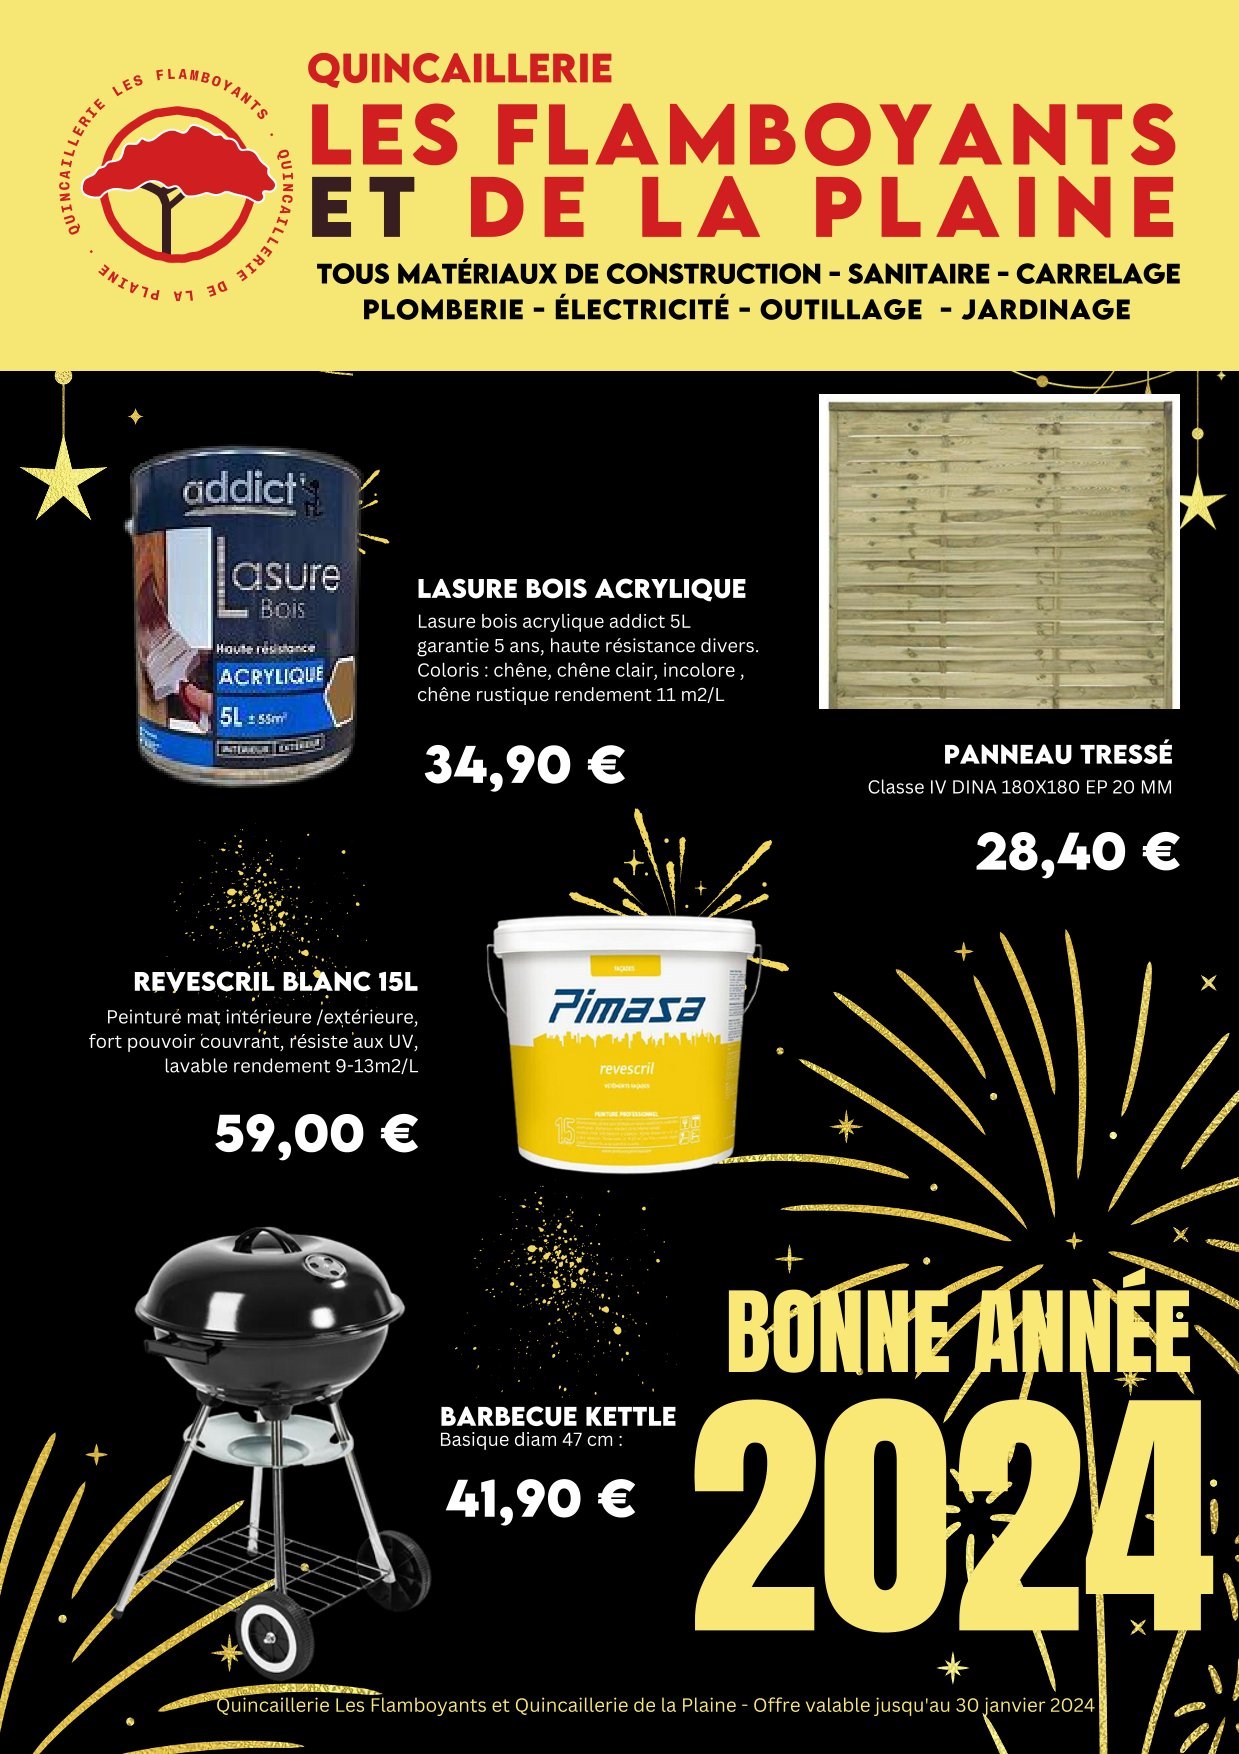 QUINCAILLERIE LES FLAMBOYANTS · QUINCAILLERIE DE LA PLAINE ·
QUINCAILLERIE
LES FLAMBOYANTS
ET DE LA PLAINE
TOUS MATÉRIAUX DE CONSTRUCTION - SANITAIRE - CARRELAGE
PLOMBERIE - ÉLECTRICITÉ - OUTILLAGE - JARDINAGE
addict
Lasure
Bois
Haute résistance
ACRYLIQUE
5L ± 55m²
INTÉRIEUR EXTÉRIEUR
LASURE BOIS ACRYLIQUE
Lasure bois acrylique addict 5L
garantie 5 ans, haute résistance divers.
Coloris : chêne, chêne clair, incolore ,
chêne rustique rendement 11 m2/L
34,90 €
PANNEAU TRESSÉ
Classe IV DINA 180X180 EP 20 MM
28,40 €
REVESCRIL BLANC 15L
Peinture mat intérieure /extérieure,
fort pouvoir couvrant, résiste aux UV,
lavable rendement 9-13m2/L
59,00 €
Pimasa
revescril
15
BARBECUE KETTLE
Basique diam 47 cm :
41,90 €
BONNE ANNÉE
2024
Quincaillerie Les Flamboyants et Quincaillerie de la Plaine - Offre valable jusqu'au 30 janvier 2024